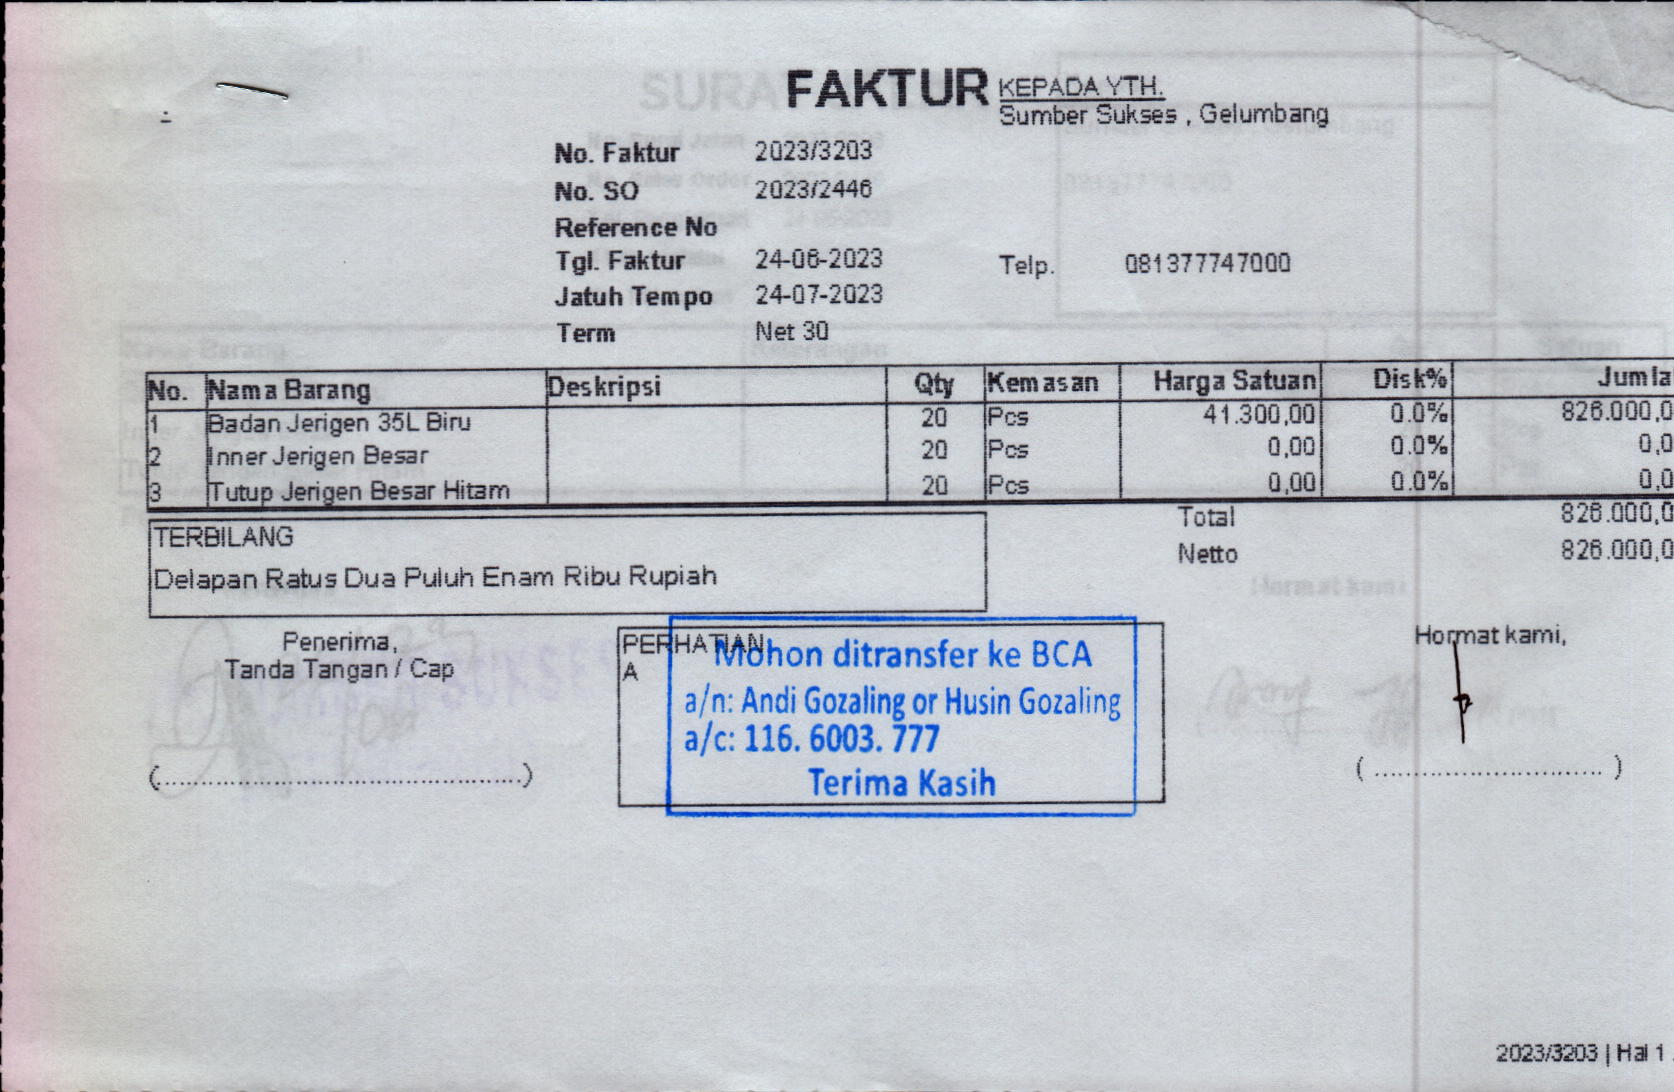 FAKTUR
KEPADA YTH.
Sumber Sukses , Gelumbang
No. Faktur 2023/3203
No. SO 2023/2446
Reference No
Tgl. Faktur 24-06-2023
Telp. 081377747000
Jatuh Tempo 24-07-2023
Term Net 30
No. Nama Barang Deskripsi Qty Kemasan Harga Satuan Disk% Jumla
1 Badan Jerigen 35L Biru 20 Pcs 41.300,00 0.0% 826.000,0
2 Inner Jerigen Besar 20 Pcs 0,00 0.0% 0,0
3 Tutup Jerigen Besar Hitam 20 Pcs 0,00 0.0% 0,0
Total 826.000,0
Netto 826.000,0
TERBILANG
Delapan Ratus Dua Puluh Enam Ribu Rupiah
Penerima,
Tanda Tangan / Cap
(........................................)
PERHATIAN
A
Mohon ditransfer ke BCA
a/n: Andi Gozaling or Husin Gozaling
a/c: 116. 6003. 777
Terima Kasih
Hormat kami,
( ............................ )
2023/3203 | Hal 1